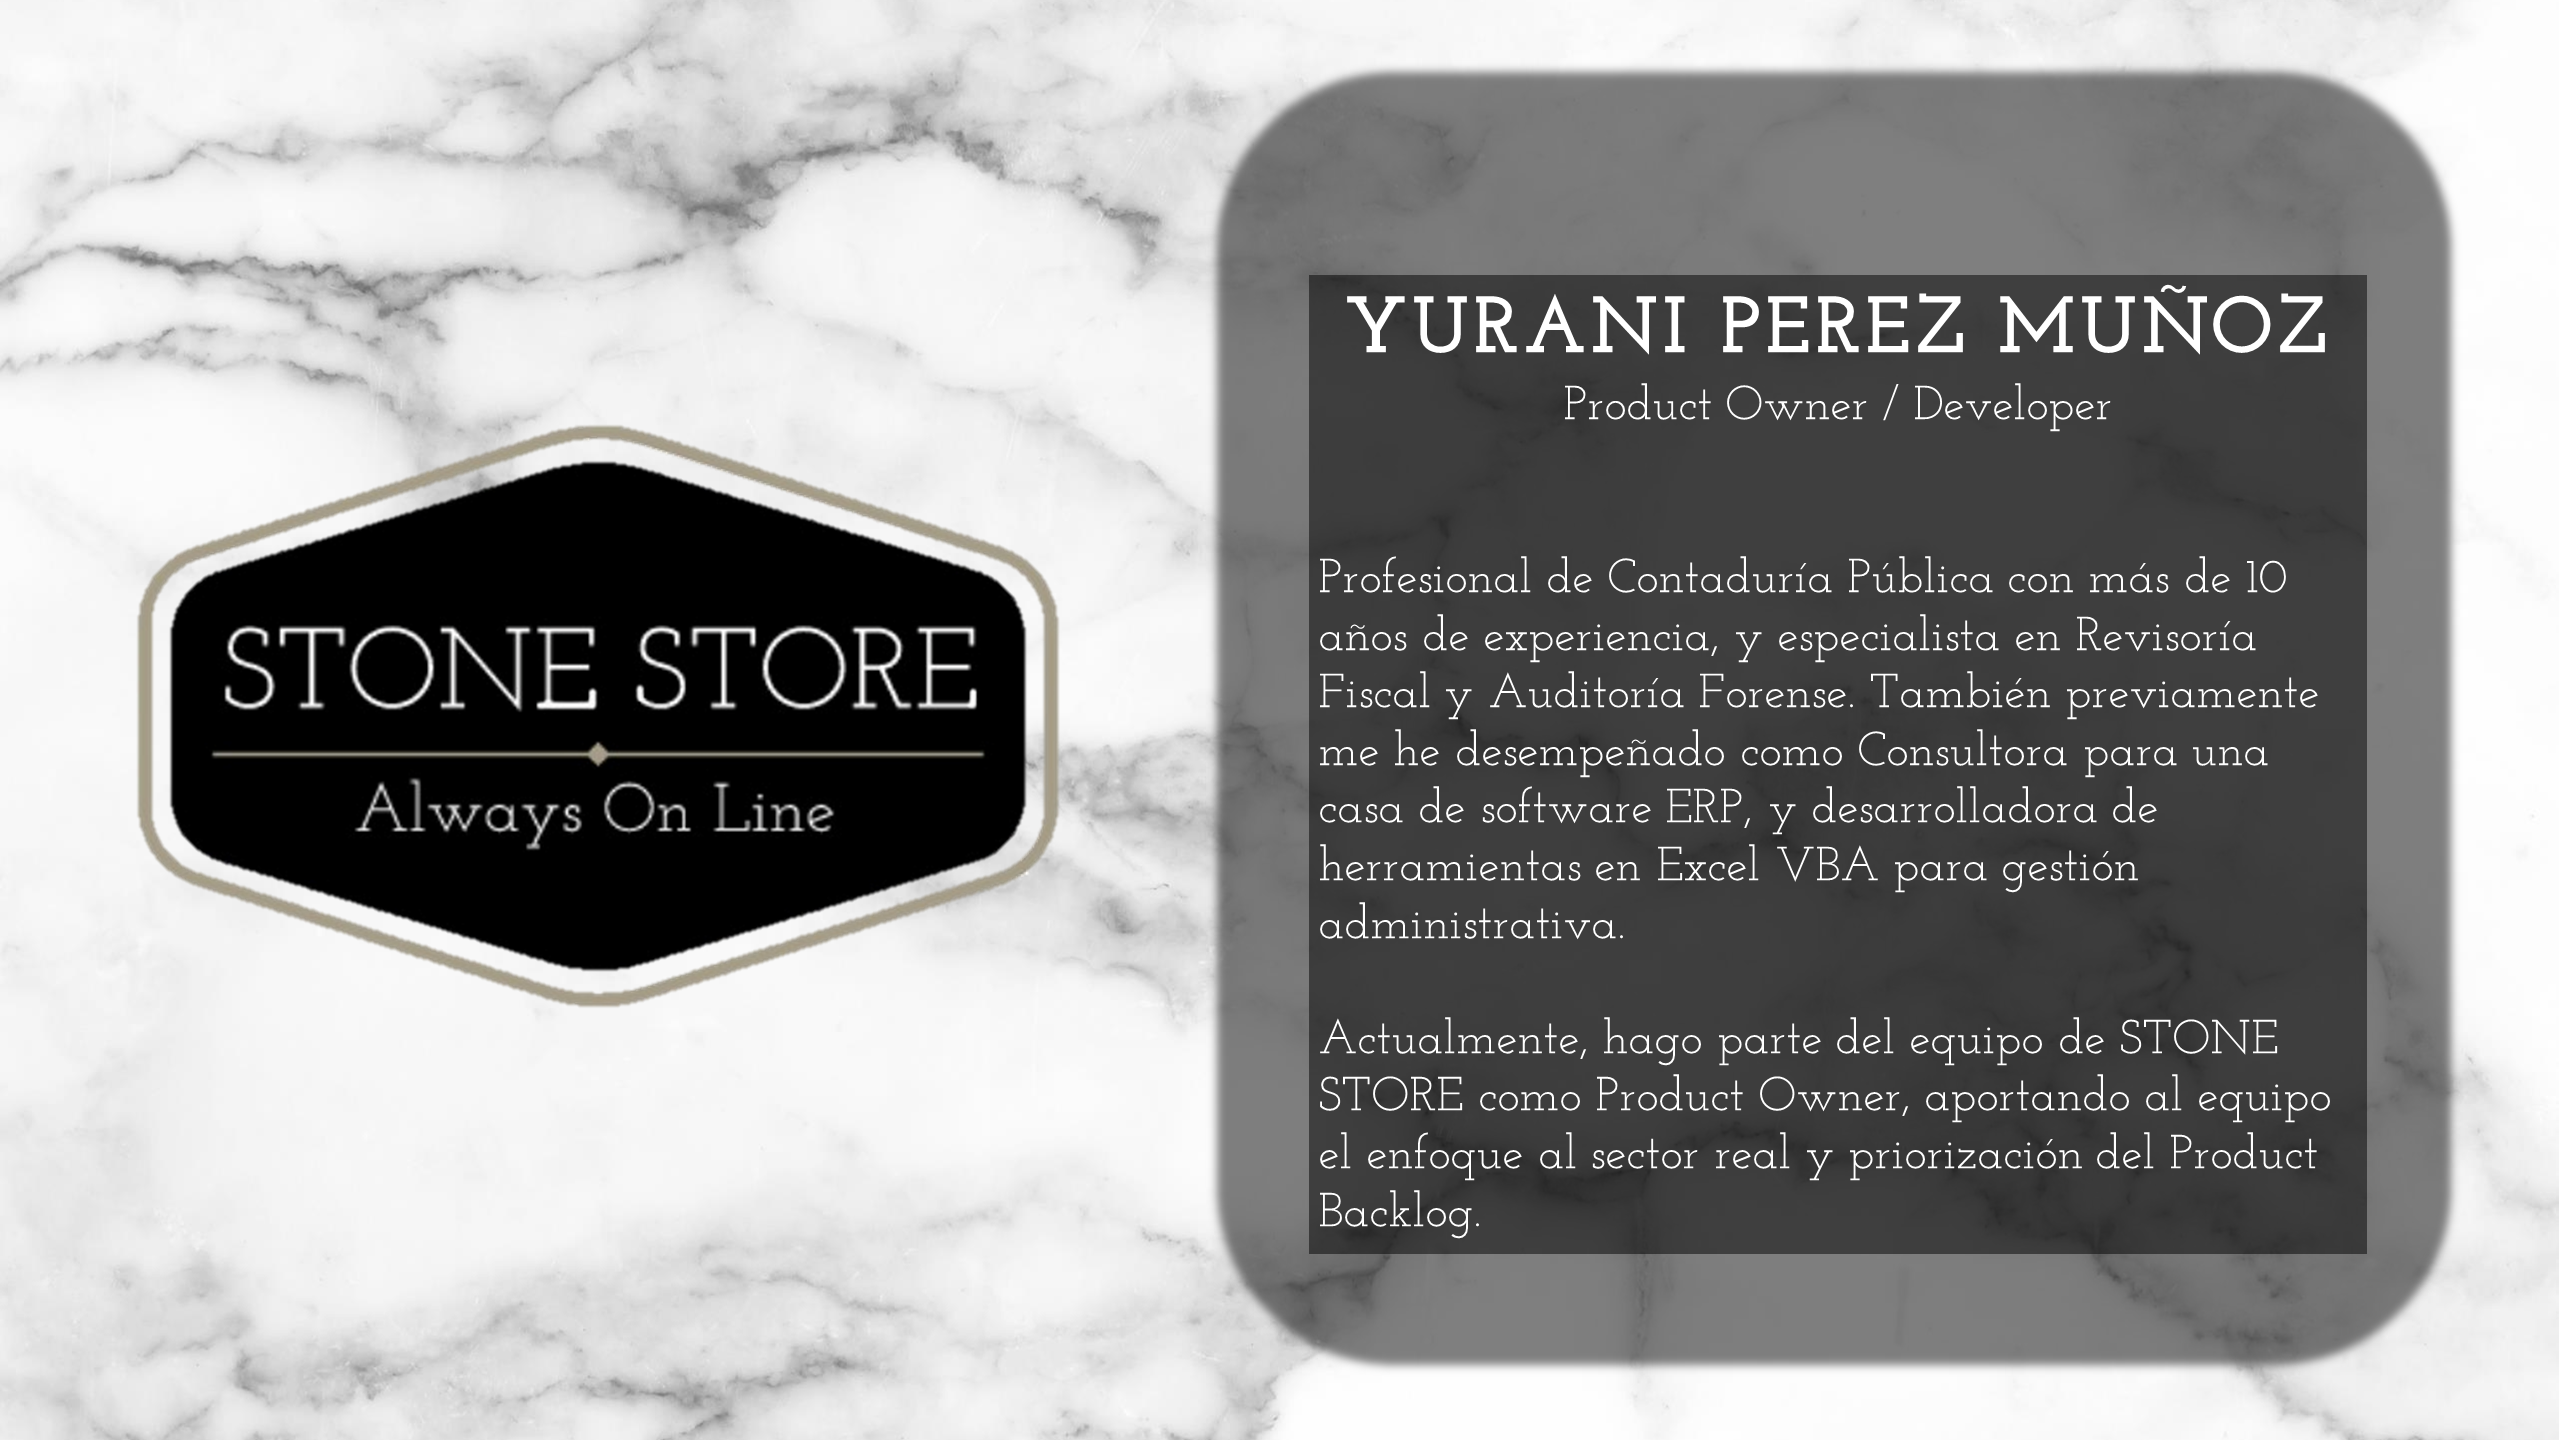 STONE STORE
Always On Line
YURANI PEREZ MUÑOZ
Product Owner / Developer
Profesional de Contaduría Pública con más de 10
años de experiencia, y especialista en Revisoría
Fiscal y Auditoría Forense. También previamente
me he desempeñado como Consultora para una
casa de software ERP, y desarrolladora de
herramientas en Excel VBA para gestión
administrativa.
Actualmente, hago parte del equipo de STONE
STORE como Product Owner, aportando al equipo
el enfoque al sector real y priorización del Product
Backlog.